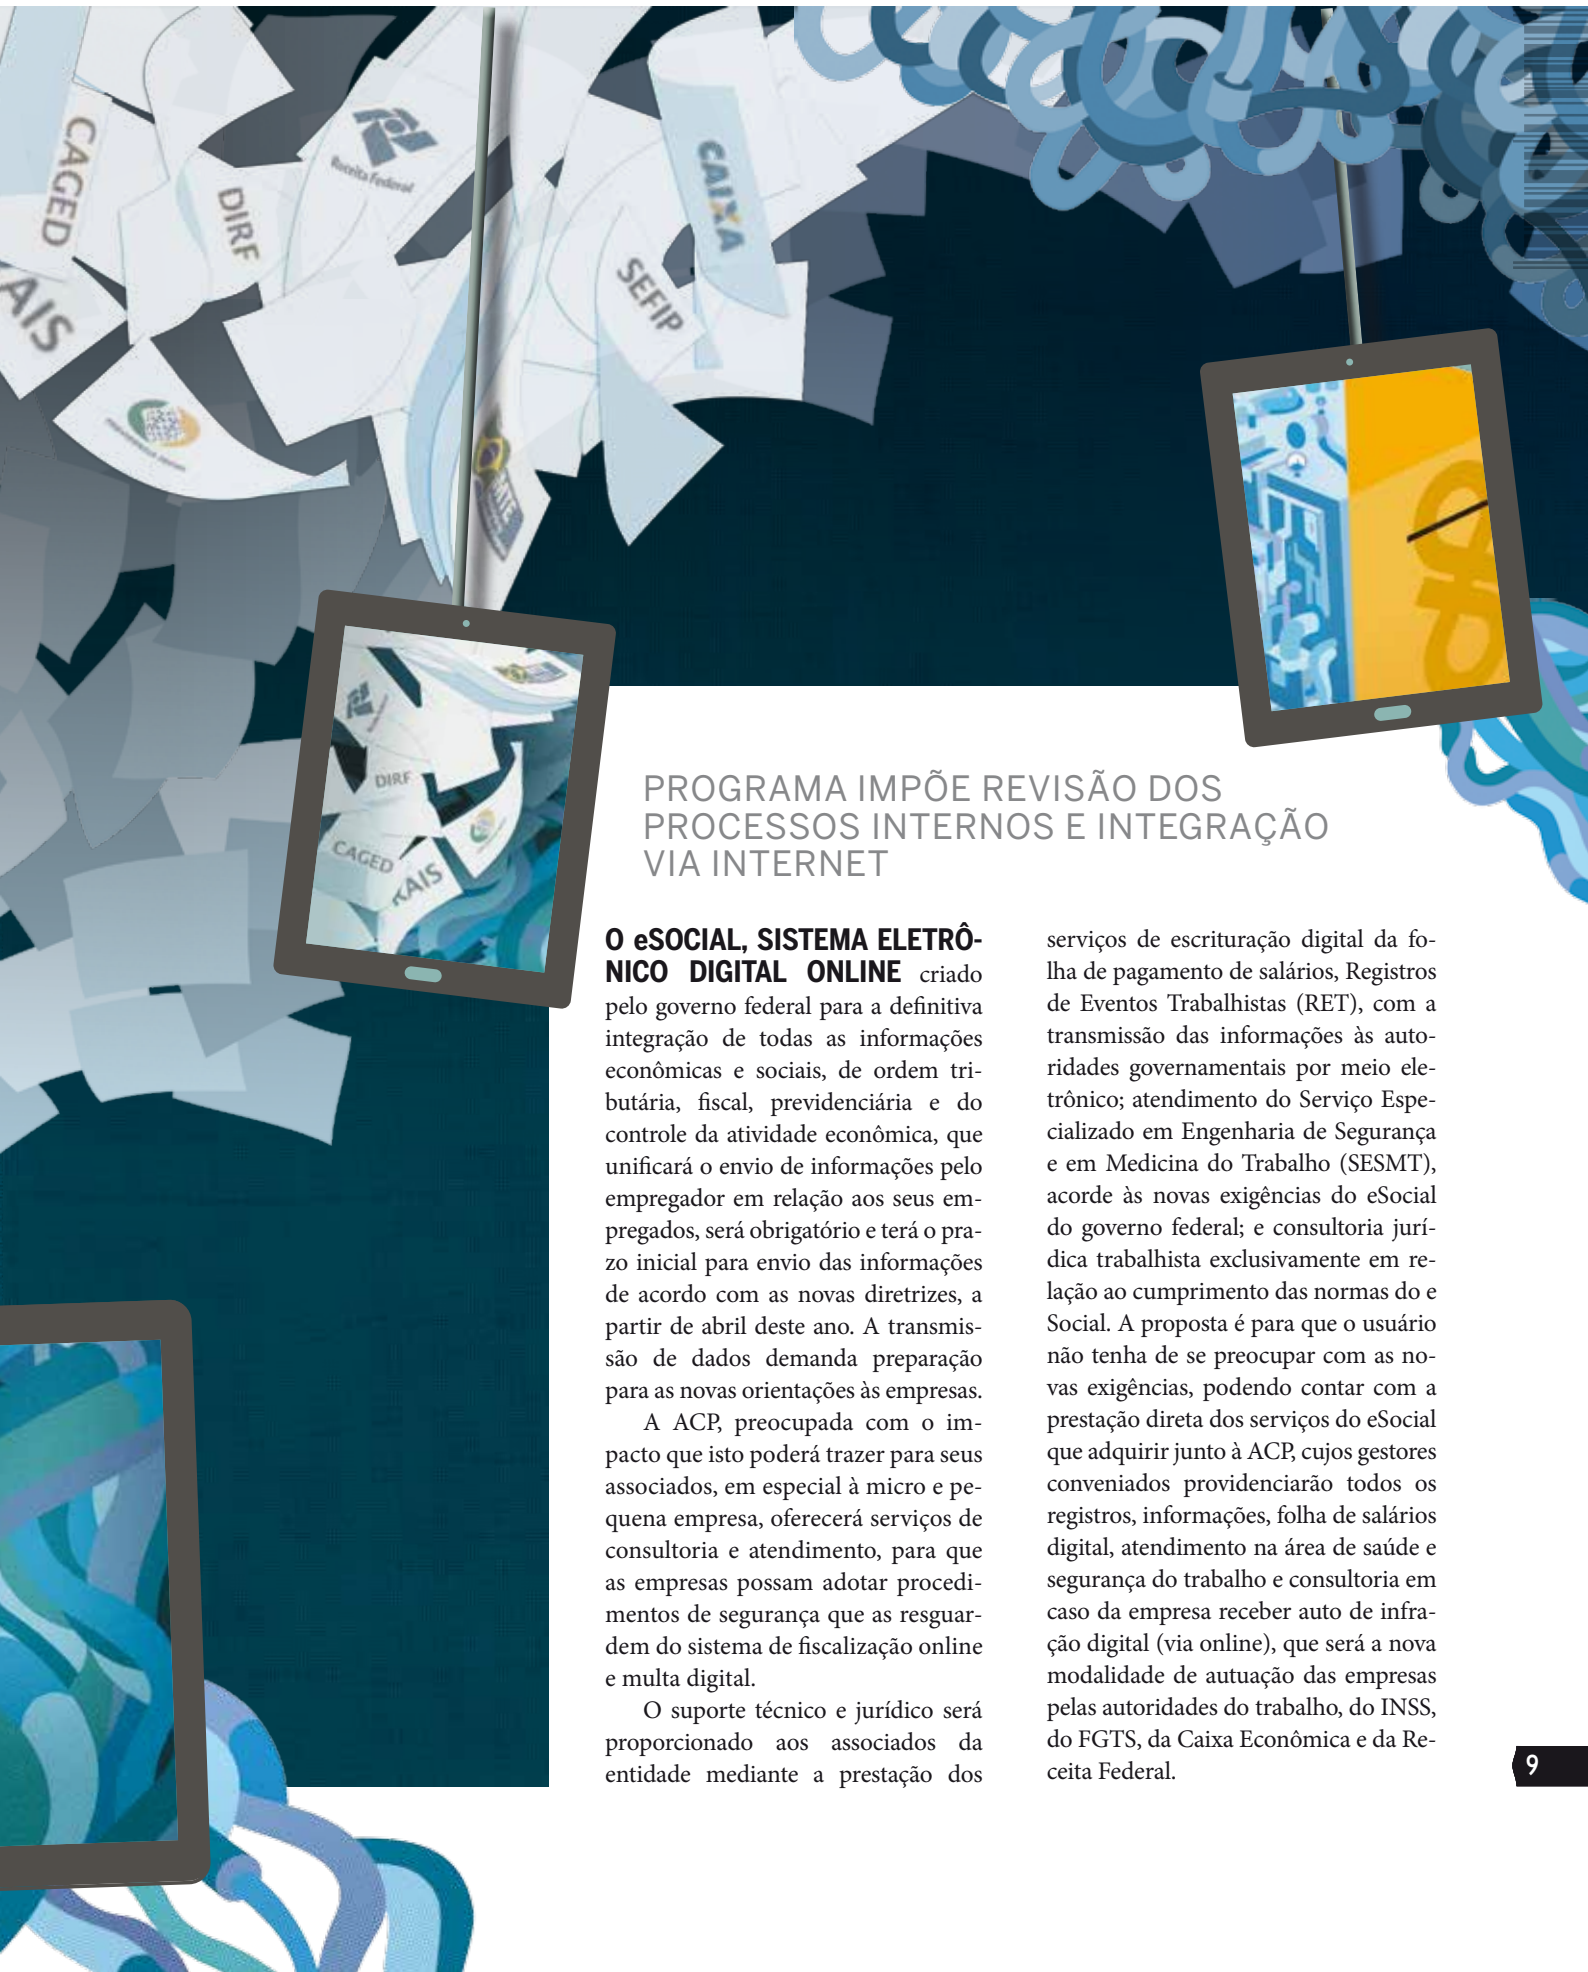 CAGED
DIRF
Receita Federal
CAIXA
SEFIP
AIS
DIRF
CAGED
RAIS
PROGRAMA IMPÕE REVISÃO DOS
PROCESSOS INTERNOS E INTEGRAÇÃO
VIA INTERNET
O eSOCIAL, SISTEMA ELETRÔ-
NICO DIGITAL ONLINE criado
pelo governo federal para a definitiva
integração de todas as informações
econômicas e sociais, de ordem tri-
butária, fiscal, previdenciária e do
controle da atividade econômica, que
unificará o envio de informações pelo
empregador em relação aos seus em-
pregados, será obrigatório e terá o pra-
zo inicial para envio das informações
de acordo com as novas diretrizes, a
partir de abril deste ano. A transmis-
são de dados demanda preparação
para as novas orientações às empresas.
A ACP, preocupada com o im-
pacto que isto poderá trazer para seus
associados, em especial à micro e pe-
quena empresa, oferecerá serviços de
consultoria e atendimento, para que
as empresas possam adotar procedi-
mentos de segurança que as resguar-
dem do sistema de fiscalização online
e multa digital.
O suporte técnico e jurídico será
proporcionado aos associados da
entidade mediante a prestação dos
serviços de escrituração digital da fo-
lha de pagamento de salários, Registros
de Eventos Trabalhistas (RET), com a
transmissão das informações às auto-
ridades governamentais por meio ele-
trônico; atendimento do Serviço Espe-
cializado em Engenharia de Segurança
e em Medicina do Trabalho (SESMT),
acorde às novas exigências do eSocial
do governo federal; e consultoria jurí-
dica trabalhista exclusivamente em re-
lação ao cumprimento das normas do e
Social. A proposta é para que o usuário
não tenha de se preocupar com as no-
vas exigências, podendo contar com a
prestação direta dos serviços do eSocial
que adquirir junto à ACP, cujos gestores
conveniados providenciarão todos os
registros, informações, folha de salários
digital, atendimento na área de saúde e
segurança do trabalho e consultoria em
caso da empresa receber auto de infra-
ção digital (via online), que será a nova
modalidade de autuação das empresas
pelas autoridades do trabalho, do INSS,
do FGTS, da Caixa Econômica e da Re-
ceita Federal.
9